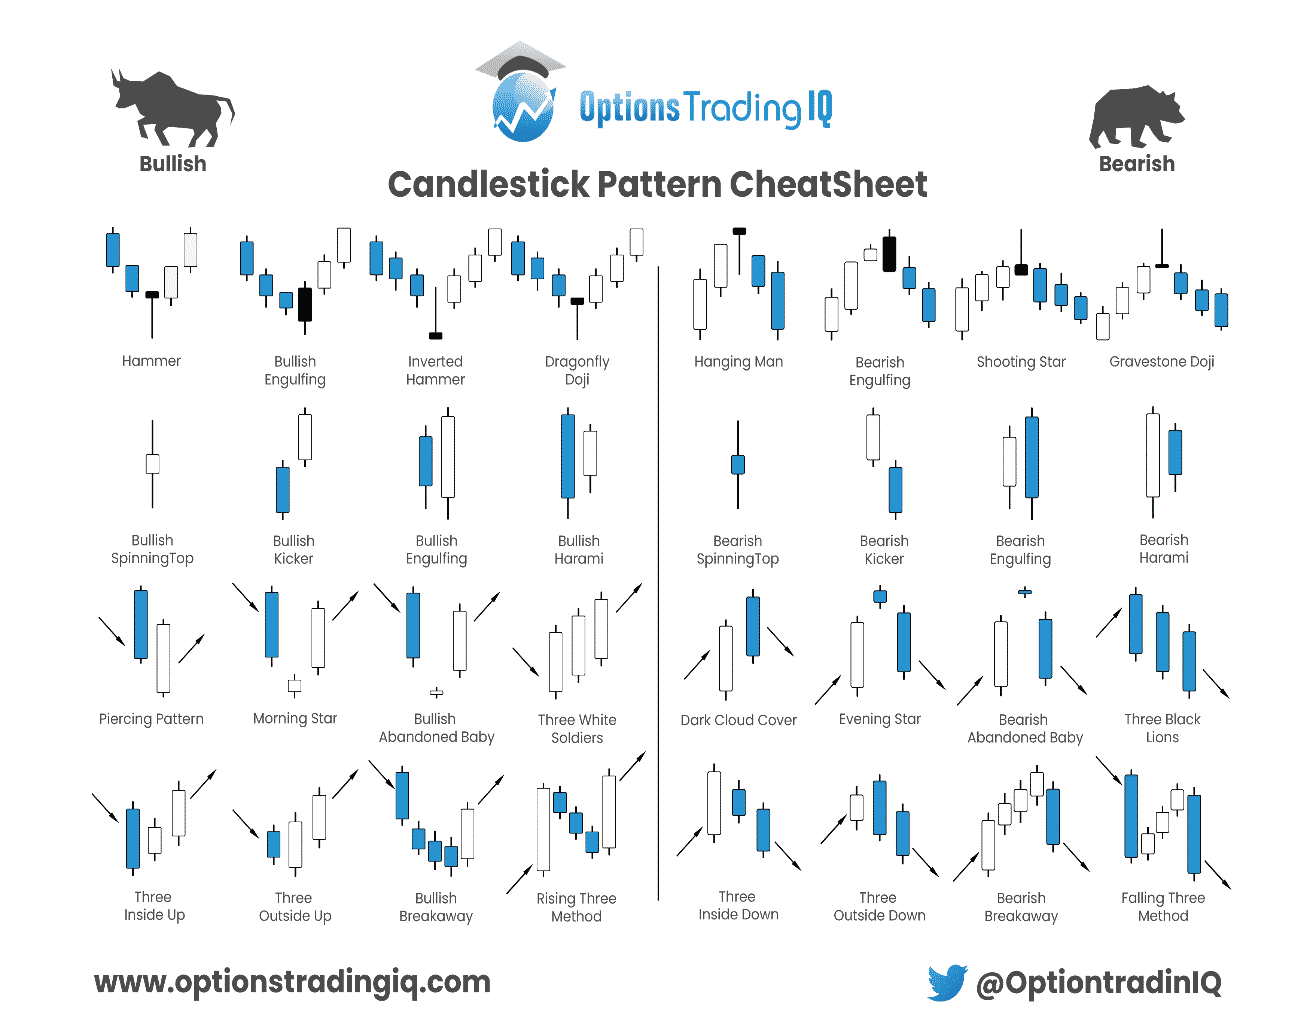 OptionsTrading IQ
Bullish
Bearish
Candlestick Pattern CheatSheet
Hammer
Bullish
Engulfing
Inverted
Hammer
Dragonfly
Doji
Hanging Man
Bearish
Engulfing
Shooting Star
Gravestone Doji
Bullish
SpinningTop
Bullish
Kicker
Bullish
Engulfing
Bullish
Harami
Bearish
SpinningTop
Bearish
Kicker
Bearish
Engulfing
Bearish
Harami
Piercing Pattern
Morning Star
Bullish
Abandoned Baby
Three White
Soldiers
Dark Cloud Cover
Evening Star
Bearish
Abandoned Baby
Three Black
Lions
Three
Inside Up
Three
Outside Up
Bullish
Breakaway
Rising Three
Method
Three
Inside Down
Three
Outside Down
Bearish
Breakaway
Falling Three
Method
www.optionstradingiq.com
@OptiontradinIQ